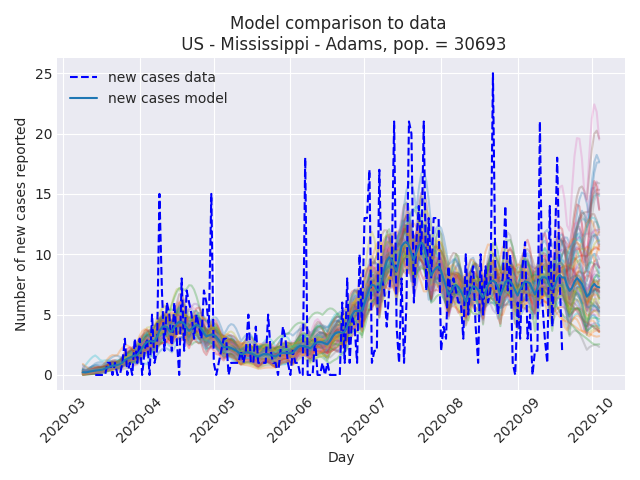 Model comparison to data
US - Mississippi - Adams, pop. = 30693
new cases data
new cases model
Number of new cases reported
25
20
15
10
5
0
2020-03
2020-04
2020-05
2020-06
2020-07
2020-08
2020-09
2020-10
Day